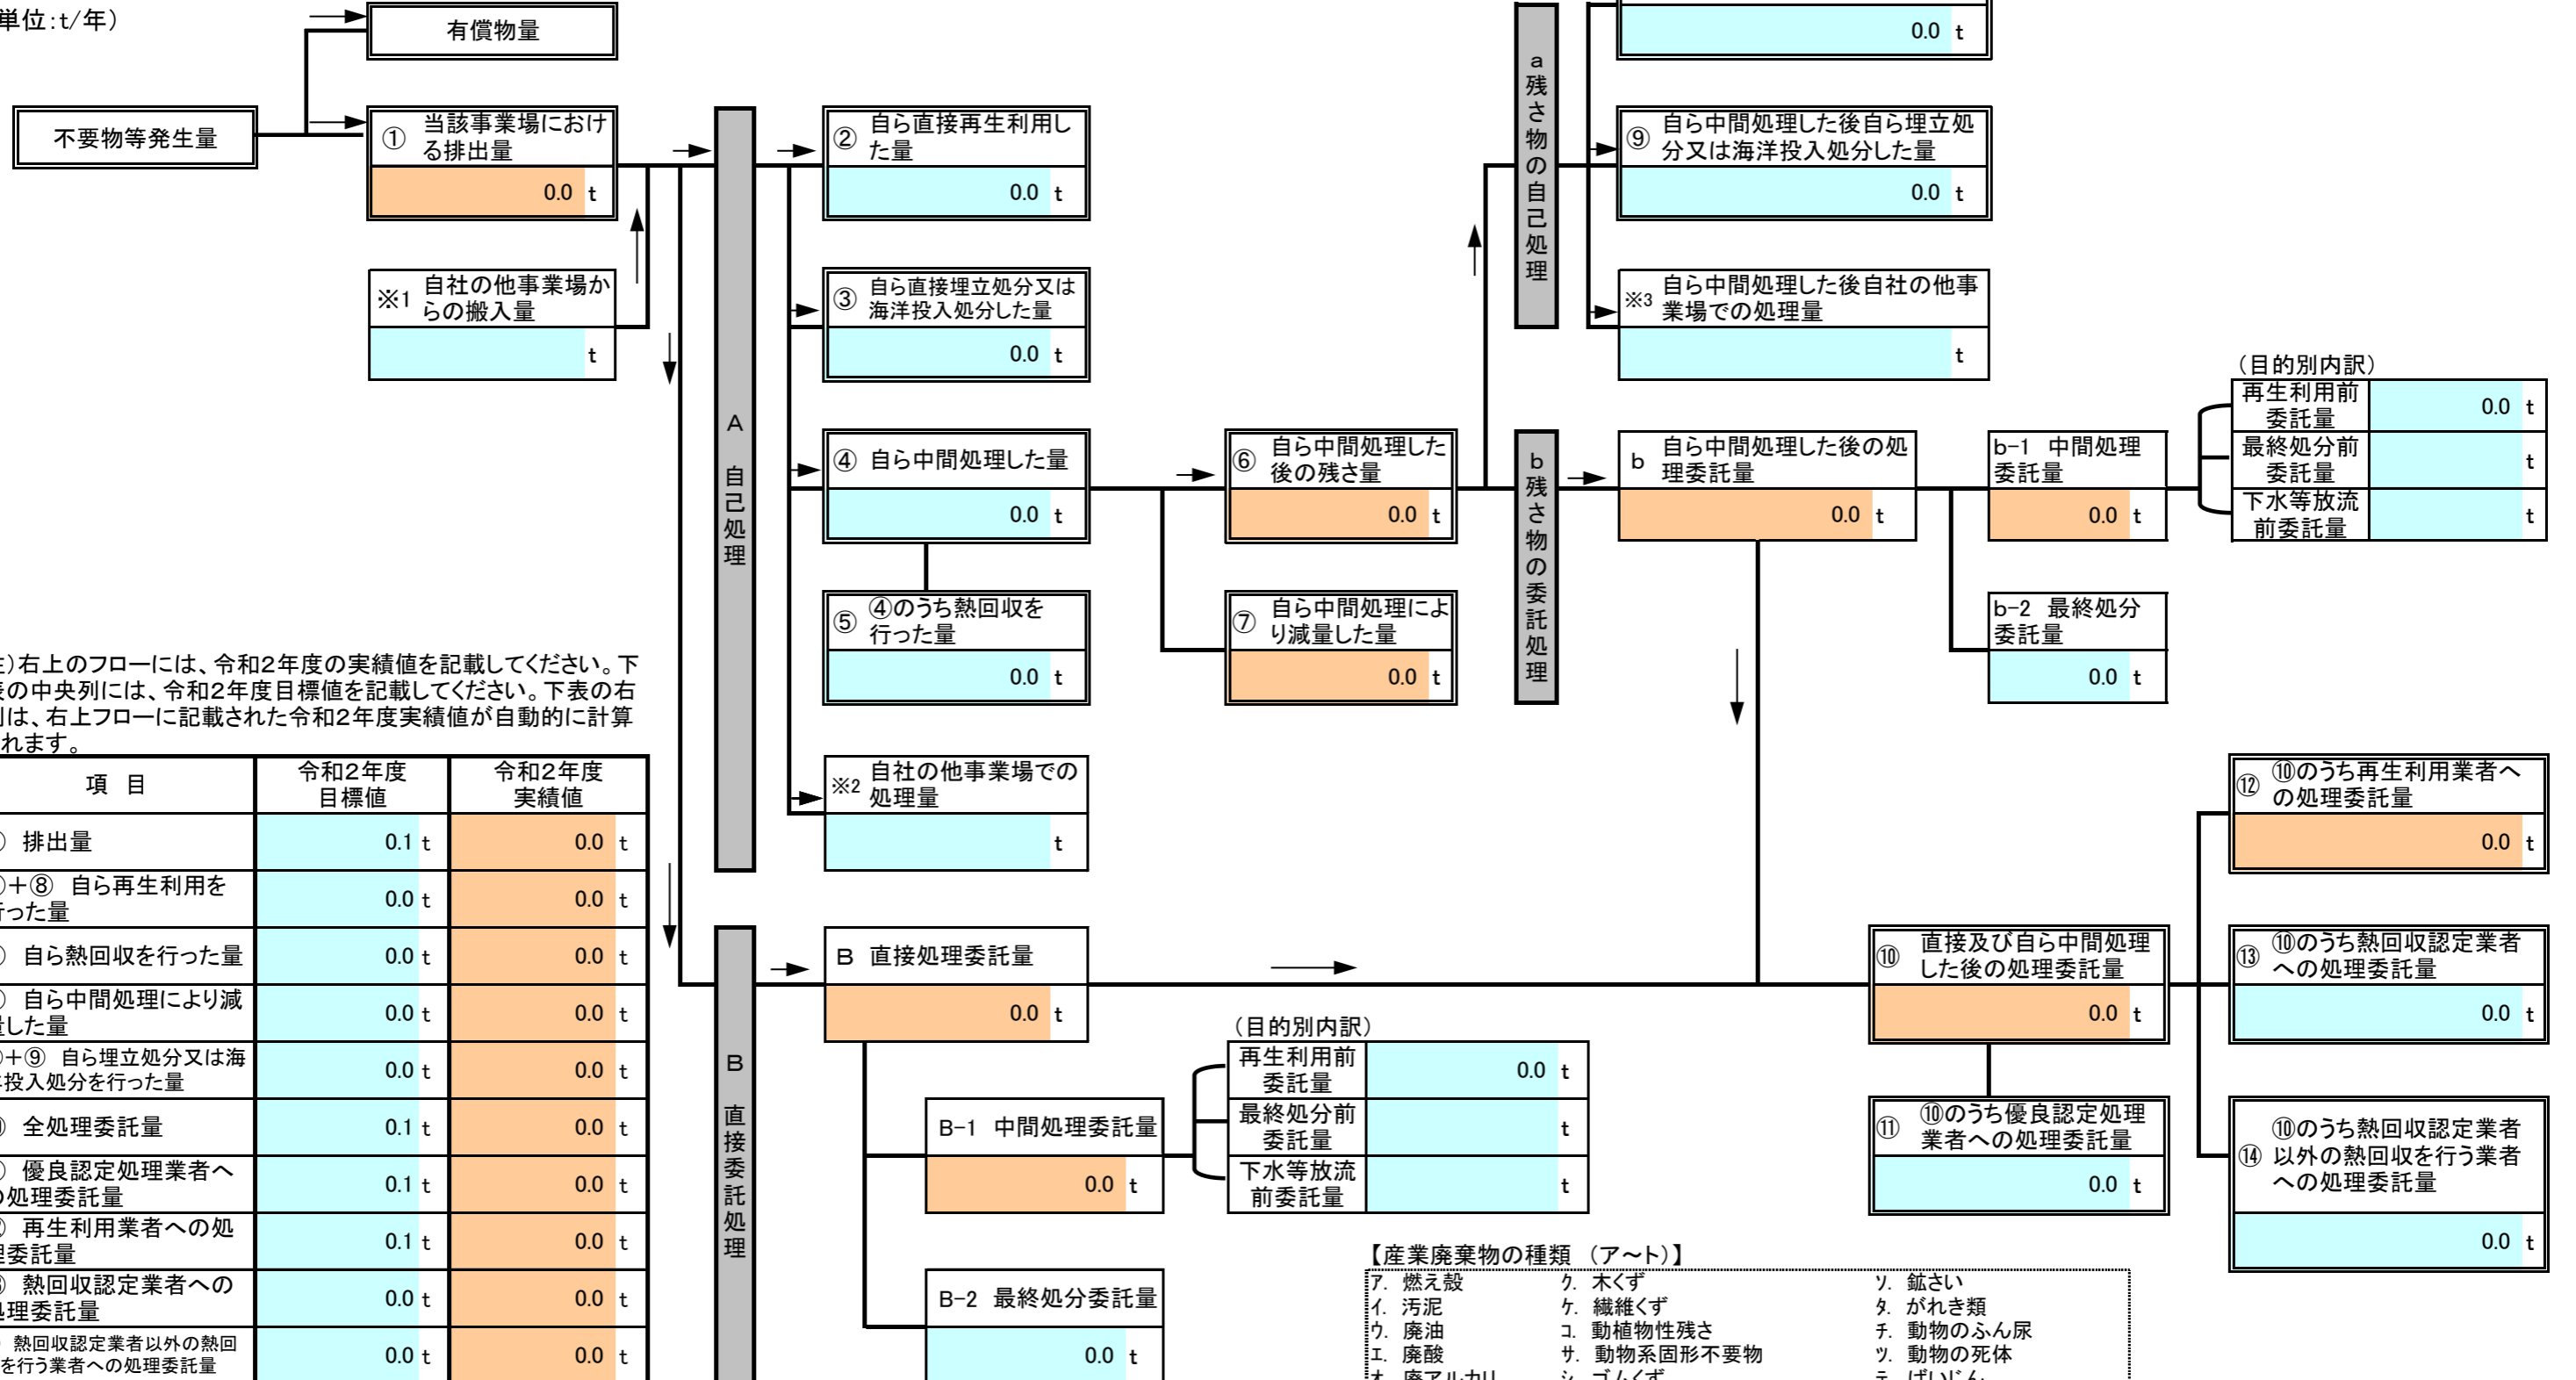 単位:t/年)
有償物量
不要物等発生量
① 当該事業場におけ
る排出量
0.0 t
※1 自社の他事業場か
らの搬入量
t
A 自己処理
② 自ら直接再生利用し
た量
0.0 t
③ 自ら直接埋立処分又は
海洋投入処分した量
0.0 t
④ 自ら中間処理した量
0.0 t
⑤ ④のうち熱回収を
行った量
0.0 t
※2 自社の他事業場での
処理量
t
⑥ 自ら中間処理した
後の残さ量
0.0 t
⑦ 自ら中間処理によ
り減量した量
0.0 t
a残さ物の自己処理
0.0 t
⑨ 自ら中間処理した後自ら埋立処
分又は海洋投入処分した量
0.0 t
※3 自ら中間処理した後自社の他事
業場での処理量
t
b残さ物の委託処理
b 自ら中間処理した後の処
理委託量
0.0 t
b-1 中間処理
委託量
0.0 t
b-2 最終処分
委託量
0.0 t
(目的別内訳)
再生利用前
委託量
0.0 t
最終処分前
委託量
t
下水等放流
前委託量
t
)右上のフローには、令和2年度の実績値を記載してください。下
の中央列には、令和2年度目標値を記載してください。下表の右
は、右上フローに記載された令和2年度実績値が自動的に計算
れます。
項 目 令和2年度
目標値 令和2年度
実績値
排出量 0.1 t 0.0 t
+⑧ 自ら再生利用を
った量 0.0 t 0.0 t
自ら熱回収を行った量 0.0 t 0.0 t
自ら中間処理により減
した量 0.0 t 0.0 t
+⑨ 自ら埋立処分又は海
投入処分を行った量 0.0 t 0.0 t
全処理委託量 0.1 t 0.0 t
優良認定処理業者へ
処理委託量 0.1 t 0.0 t
再生利用業者への処
委託量 0.1 t 0.0 t
熱回収認定業者への
理委託量 0.0 t 0.0 t
熱回収認定業者以外の熱回
を行う業者への処理委託量 0.0 t 0.0 t
B 直接委託処理
B 直接処理委託量
0.0 t
B-1 中間処理委託量
0.0 t
B-2 最終処分委託量
0.0 t
(目的別内訳)
再生利用前
委託量
0.0 t
最終処分前
委託量
t
下水等放流
前委託量
t
⑩ 直接及び自ら中間処理
した後の処理委託量
0.0 t
⑪ ⑩のうち優良認定処理
業者への処理委託量
0.0 t
⑫ ⑩のうち再生利用業者へ
の処理委託量
0.0 t
⑬ ⑩のうち熱回収認定業者
への処理委託量
0.0 t
⑭ ⑩のうち熱回収認定業者
以外の熱回収を行う業者
への処理委託量
0.0 t
【産業廃棄物の種類 (ア~ト)】
ア. 燃え殻 ク. 木くず ソ. 鉱さい
イ. 汚泥 ケ. 繊維くず タ. がれき類
ウ. 廃油 コ. 動植物性残さ チ. 動物のふん尿
エ. 廃酸 サ. 動物系固形不要物 ツ. 動物の死体
オ. 廃アルカリ シ. ゴムくず テ. ばいじん